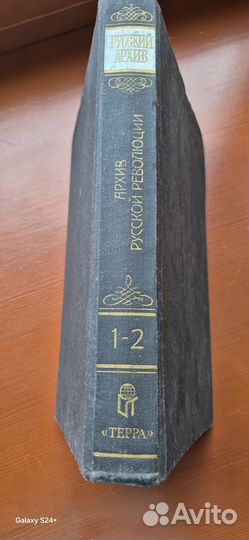 РУССКИЙ
АРХИВ
АРХИВ
РУССКОЙ РЕВОЛЮЦИИ
1-2
«ТЕРРА»
Galaxy S24+
Avito